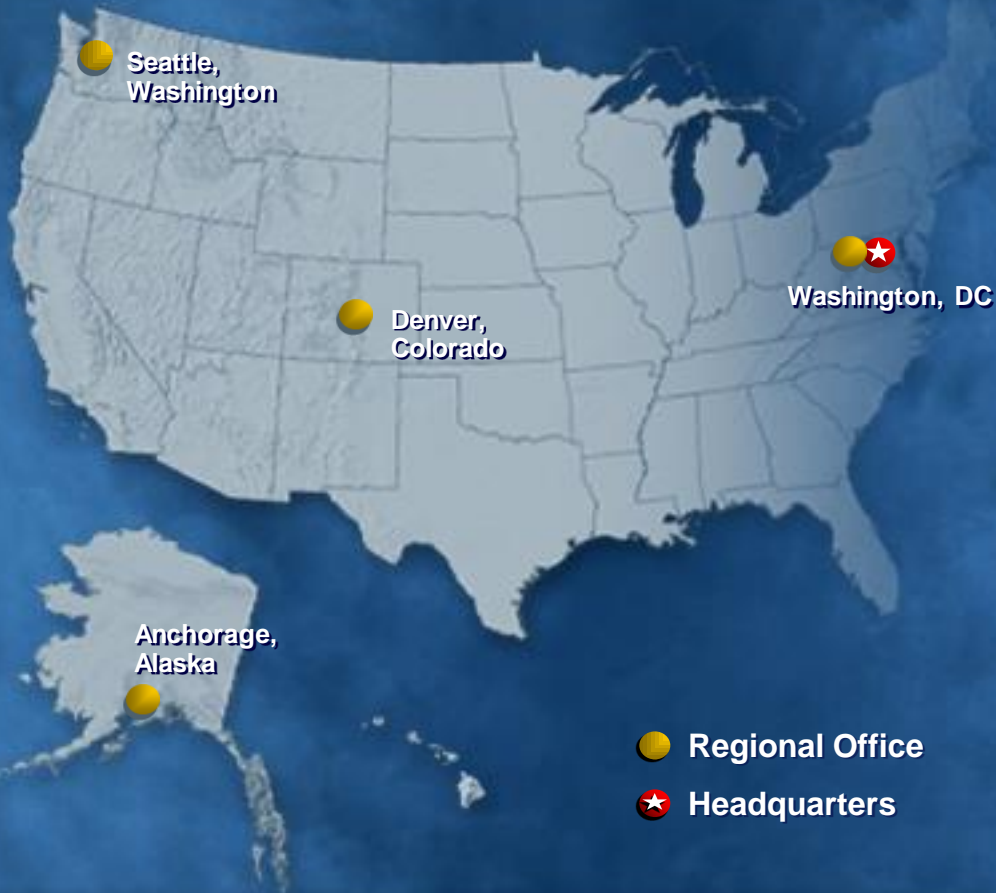 Seattle,
Washington
Washington, DC
Denver,
Colorado
Anchorage,
Alaska
Regional Office
Headquarters